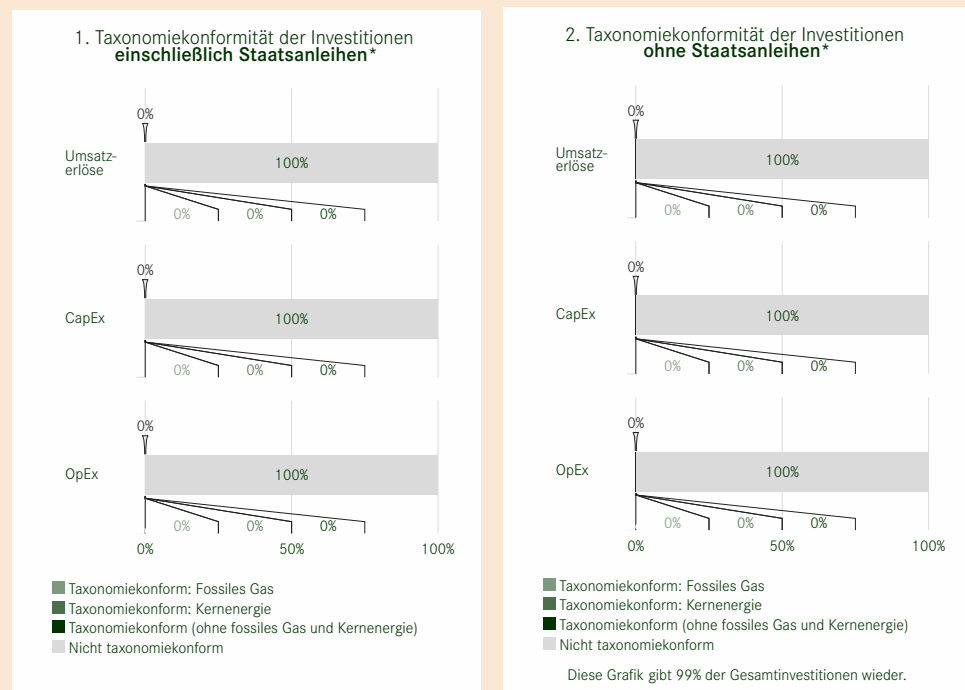 1. Taxonomiekonformität der Investitionen
einschließlich Staatsanleihen*
0%
Umsatz-
erlöse
100%
0% 0% 0%
0%
CapEx
100%
0% 0% 0%
0%
OpEx
100%
0% 0% 0%
0% 50% 100%
Taxonomiekonform: Fossiles Gas
Taxonomiekonform: Kernenergie
Taxonomiekonform (ohne fossiles Gas und Kernenergie)
Nicht taxonomiekonform
2. Taxonomiekonformität der Investitionen
ohne Staatsanleihen*
0%
Umsatz-
erlöse
100%
0% 0% 0%
0%
CapEx
100%
0% 0% 0%
0%
OpEx
100%
0% 0% 0%
0% 50% 100%
Taxonomiekonform: Fossiles Gas
Taxonomiekonform: Kernenergie
Taxonomiekonform (ohne fossiles Gas und Kernenergie)
Nicht taxonomiekonform
Diese Grafik gibt 99% der Gesamtinvestitionen wieder.